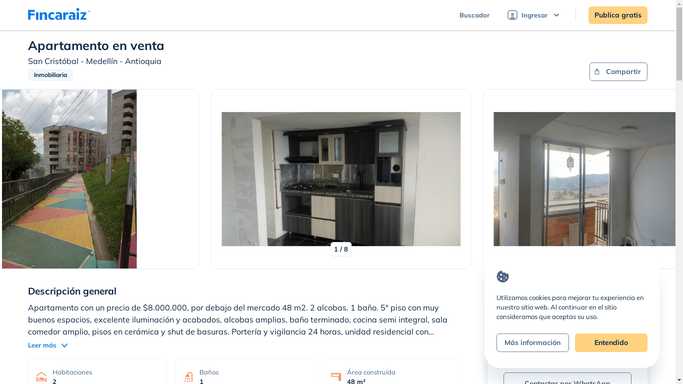 Fincaraiz
Buscador
Ingresar
Publica gratis
Apartamento en venta
San Cristóbal - Medellín - Antioquia
Inmobiliaria
Compartir
1 / 8
Descripción general
Apartamento con un precio de $8.000.000, por debajo del mercado 48 m2. 2 alcobas. 1 baño. 5° piso con muy
buenos espacios, excelente iluminación y acabados, alcobas amplias, baño terminado, cocina semi integral, sala
comedor amplio, pisos en cerámica y shut de basuras. Portería y vigilancia 24 horas, unidad residencial con...
Leer más
Habitaciones
2
Baños
1
Área construida
48 m²
Utilizamos cookies para mejorar tu experiencia en
nuestro sitio web. Al continuar en el sitio
consideramos que aceptas su uso.
Más información
Entendido
Contactar por WhatsApp